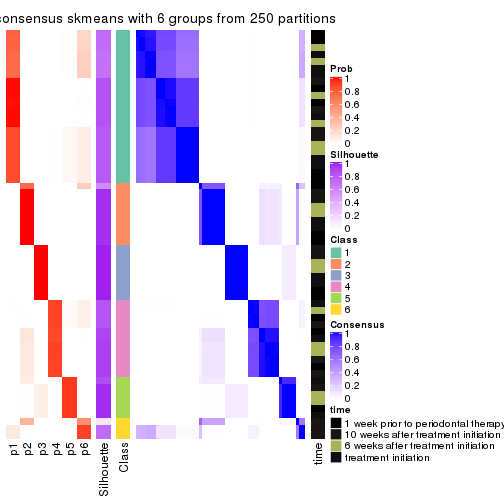 consensus skmeans with 6 groups from 250 partitions
Prob
1
0.8
0.6
0.4
0.2
0
Silhouette
1
0.8
0.6
0.4
0.2
0
Class
1
2
3
4
5
6
Consensus
1
0.8
0.6
0.4
0.2
0
time
1 week prior to periodontal therapy
10 weeks after treatment initiation
6 weeks after treatment initiation
treatment initiation
p1
p2
p3
p4
p5
p6
Silhouette
Class
time